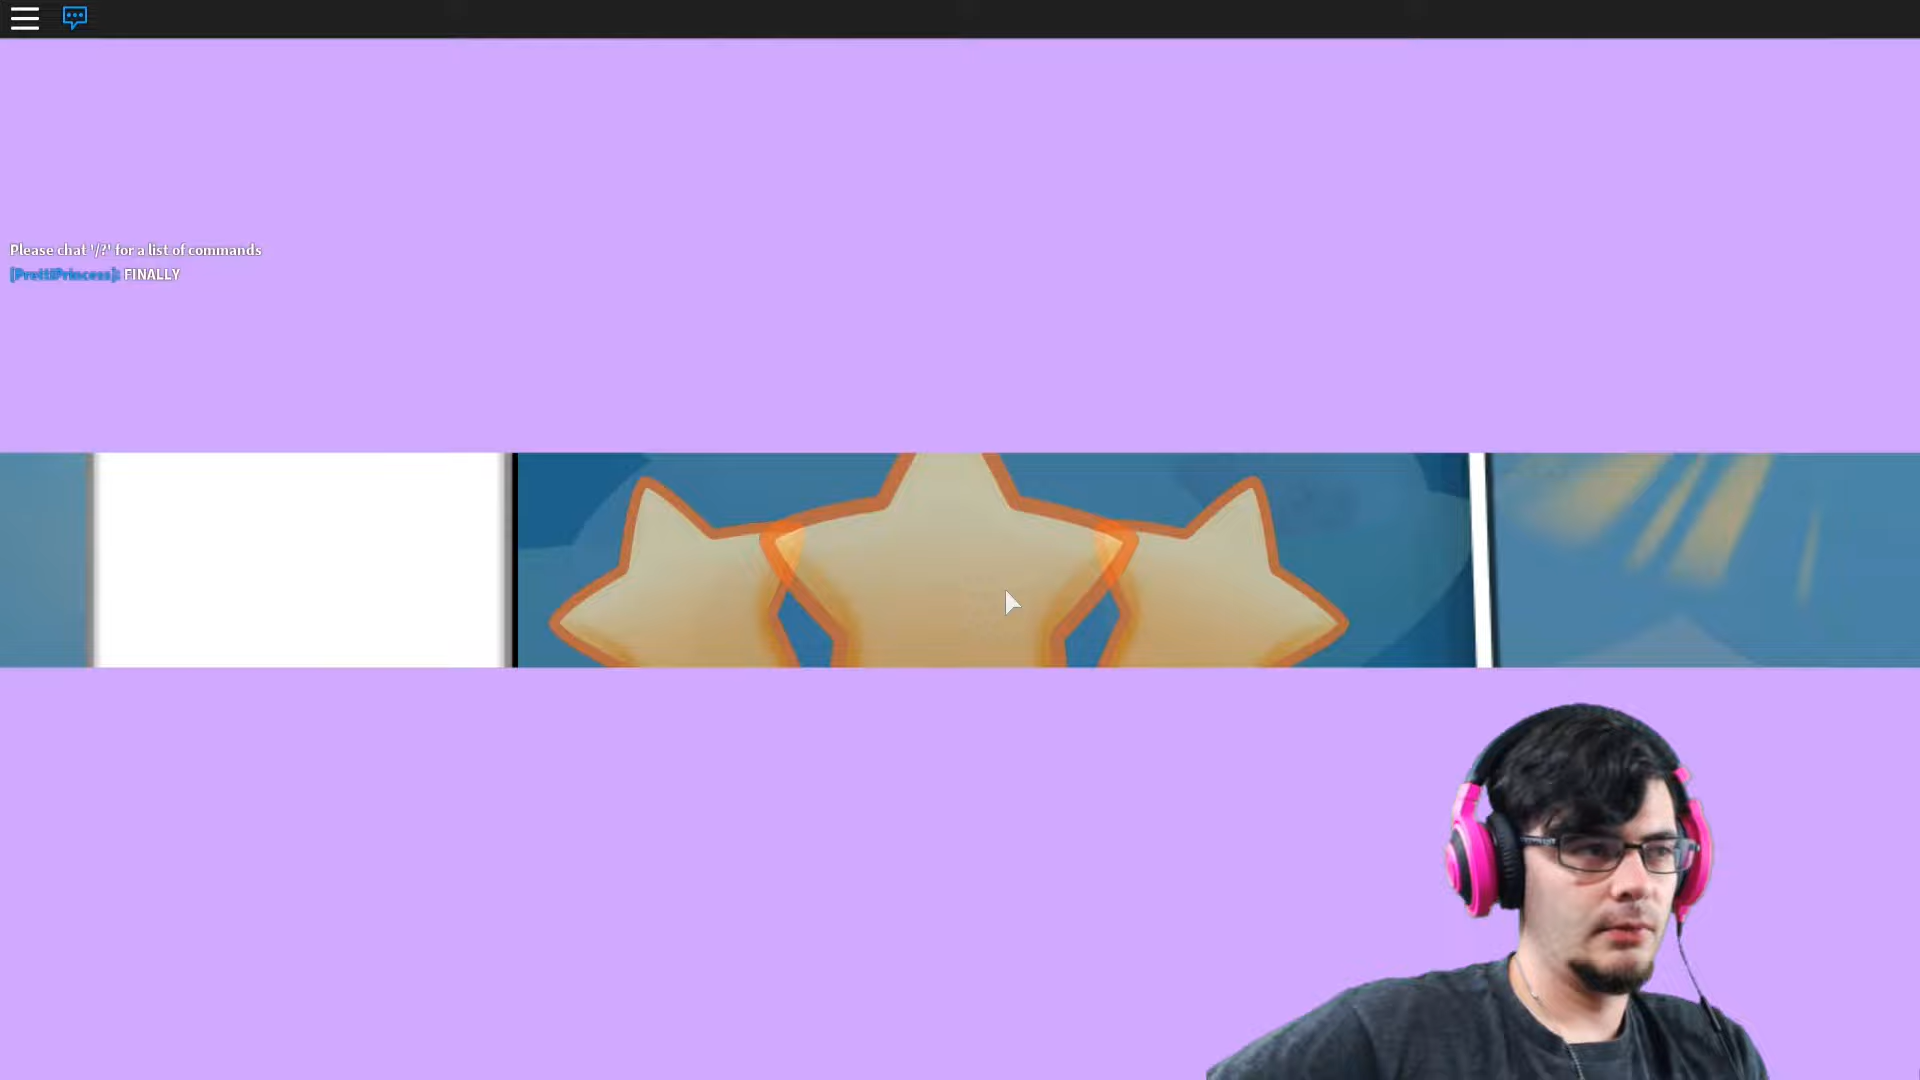 Please chat '/?' for a list of commands
[PrettiPrincess]: FINALLY